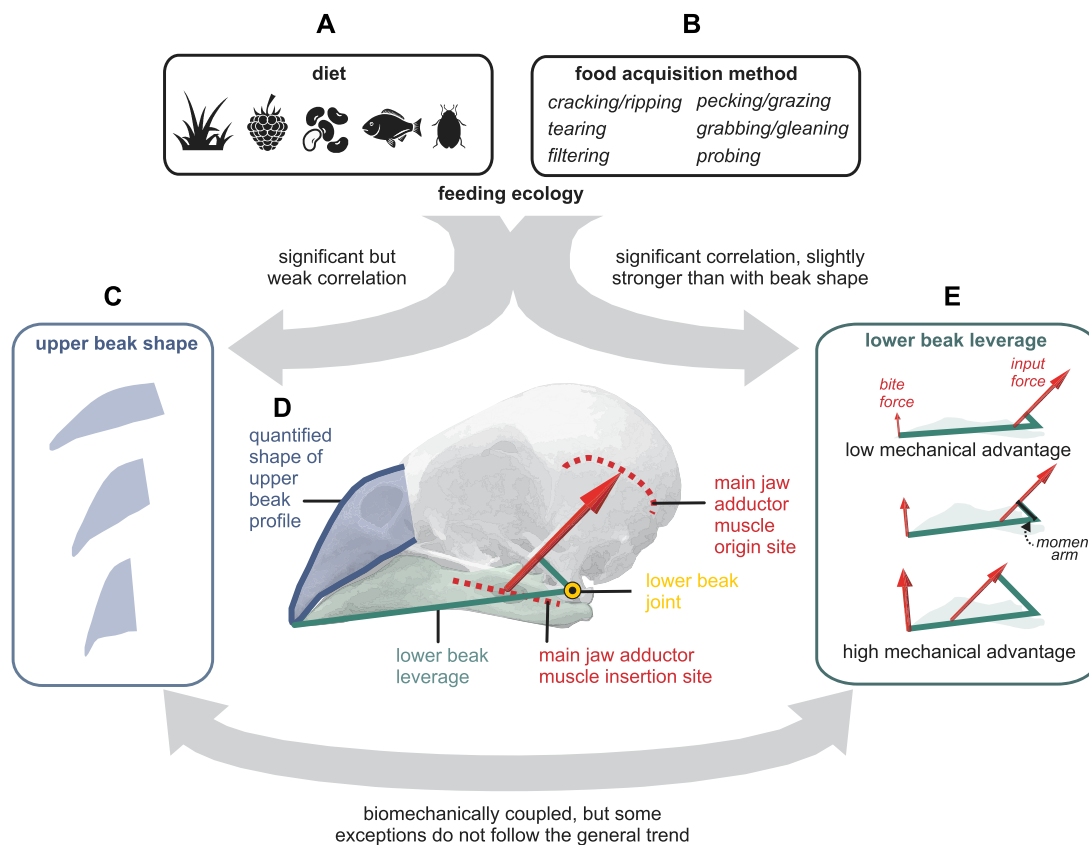 A
B
diet
food acquisition method
cracking/ripping
pecking/grazing
tearing
grabbing/gleaning
filtering
probing
feeding ecology
significant but
weak correlation
significant correlation, slightly
stronger than with beak shape
C
upper beak shape
D
quantified
shape of
upper
beak
profile
main jaw
adductor
muscle
origin site
lower beak
joint
lower beak
leverage
main jaw adductor
muscle insertion site
E
lower beak leverage
bite
force
input
force
low mechanical advantage
momen
arm
high mechanical advantage
biomechanically coupled, but some
exceptions do not follow the general trend